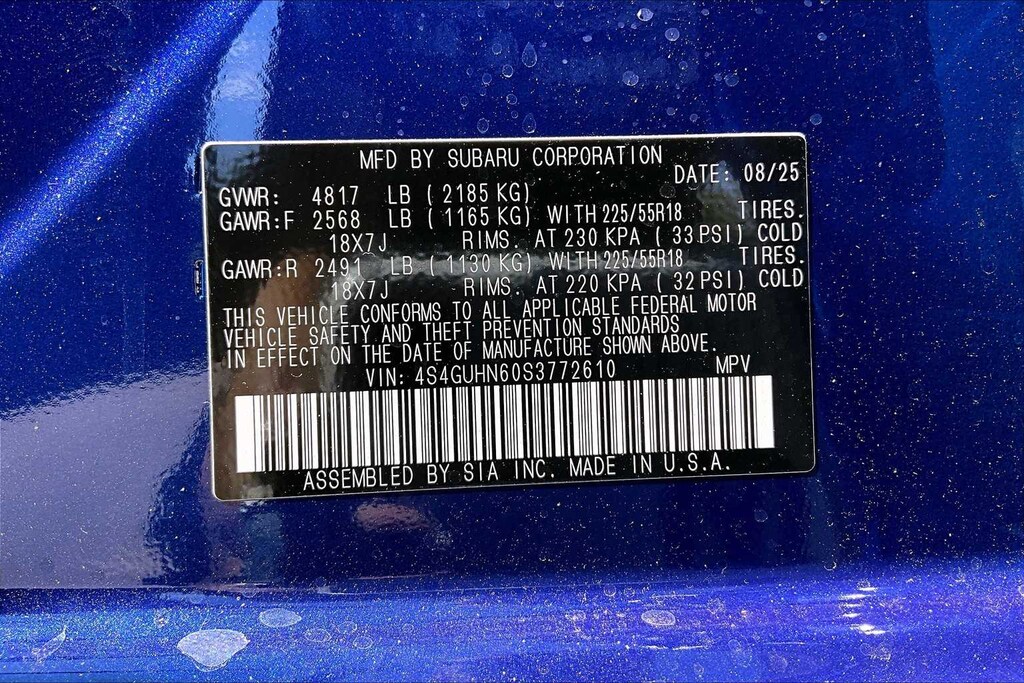 MFD BY SUBARU CORPORATION
DATE: 08/25
GVWR: 4817 LB ( 2185 KG)
GAWR:F 2568 LB ( 1165 KG) WITH 225/55R18 TIRES.
18X7J RIMS. AT 230 KPA ( 33 PSI) COLD
GAWR:R 2491 LB ( 1130 KG) WITH 225/55R18 TIRES.
18X7J RIMS. AT 220 KPA ( 32 PSI) COLD
THIS VEHICLE CONFORMS TO ALL APPLICABLE FEDERAL MOTOR
VEHICLE SAFETY AND THEFT PREVENTION STANDARDS
IN EFFECT ON THE DATE OF MANUFACTURE SHOWN ABOVE.
VIN: 4S4GUHN60S3772610 MPV
ASSEMBLED BY SIA INC. MADE IN U.S.A.